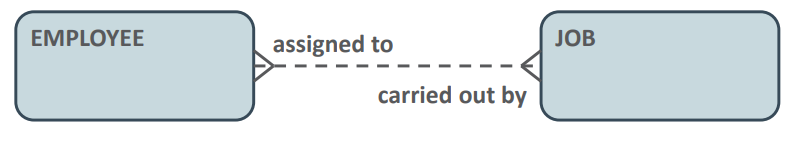 EMPLOYEE
assigned to
JOB
carried out by